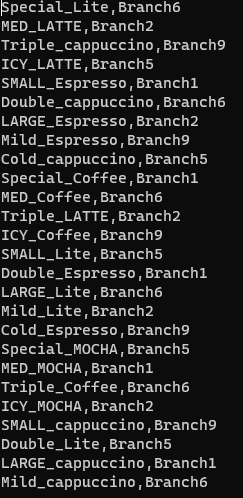 Special_Lite,Branch6
MED_LATTE,Branch2
Triple_cappuccino,Branch9
ICY_LATTE,Branch5
SMALL_Espresso,Branch1
Double_cappuccino,Branch6
LARGE_Espresso,Branch2
Mild_Espresso,Branch9
Cold_cappuccino,Branch5
Special_Coffee,Branch1
MED_Coffee,Branch6
Triple_LATTE,Branch2
ICY_Coffee,Branch9
SMALL_Lite,Branch5
Double_Espresso,Branch1
LARGE_Lite,Branch6
Mild_Lite,Branch2
Cold_Espresso,Branch9
Special_MOCHA,Branch5
MED_MOCHA,Branch1
Triple_Coffee,Branch6
ICY_MOCHA,Branch2
SMALL_cappuccino,Branch9
Double_Lite,Branch5
LARGE_cappuccino,Branch1
Mild_cappuccino,Branch6